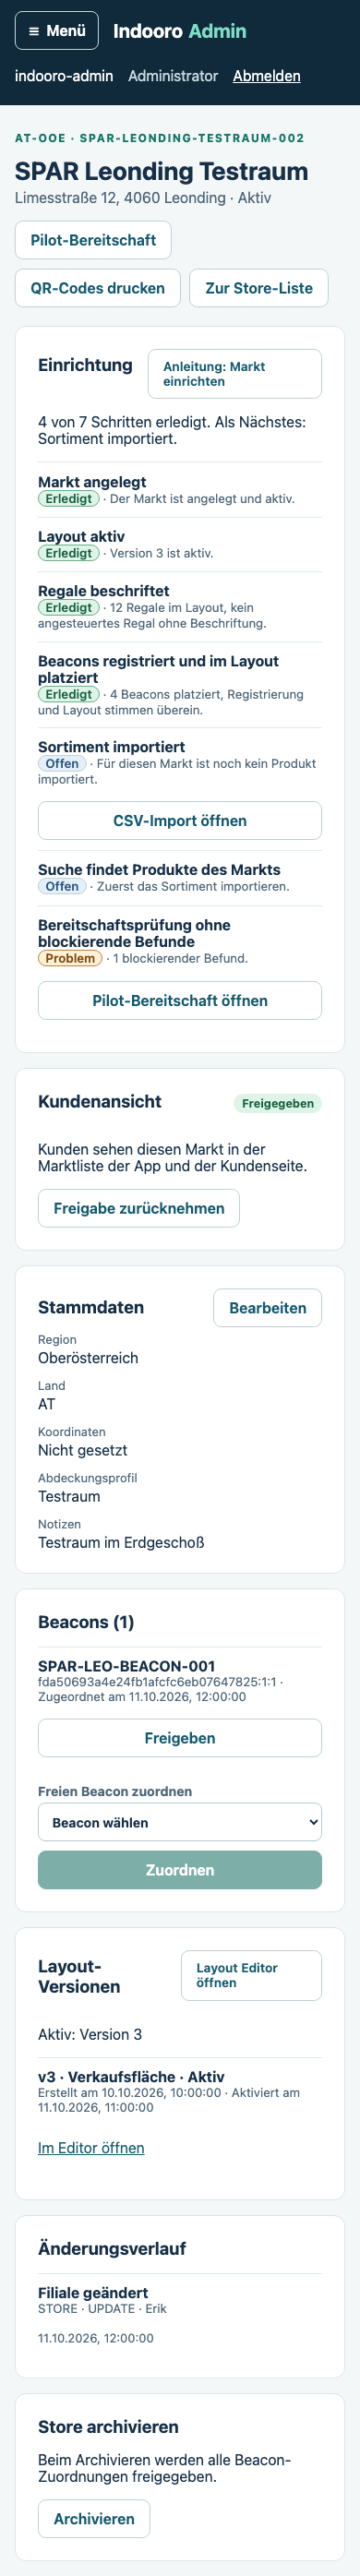 ≡ Menü
Indooro Admin
indooro-admin Administrator Abmelden
AT-OOE · SPAR-LEONDING-TESTRAUM-002
SPAR Leonding Testraum
Limesstraße 12, 4060 Leonding · Aktiv
Pilot-Bereitschaft
QR-Codes drucken
Zur Store-Liste
Einrichtung
Anleitung: Markt
einrichten
4 von 7 Schritten erledigt. Als Nächstes:
Sortiment importiert.
Markt angelegt
Erledigt · Der Markt ist angelegt und aktiv.
Layout aktiv
Erledigt · Version 3 ist aktiv.
Regale beschriftet
Erledigt · 12 Regale im Layout, kein
angesteuertes Regal ohne Beschriftung.
Beacons registriert und im Layout
platziert
Erledigt · 4 Beacons platziert, Registrierung
und Layout stimmen überein.
Sortiment importiert
Offen · Für diesen Markt ist noch kein Produkt
importiert.
CSV-Import öffnen
Suche findet Produkte des Markts
Offen · Zuerst das Sortiment importieren.
Bereitschaftsprüfung ohne
blockierende Befunde
Problem · 1 blockierender Befund.
Pilot-Bereitschaft öffnen
Kundenansicht
Freigegeben
Kunden sehen diesen Markt in der
Marktliste der App und der Kundenseite.
Freigabe zurücknehmen
Stammdaten
Bearbeiten
Region
Oberösterreich
Land
AT
Koordinaten
Nicht gesetzt
Abdeckungsprofil
Testraum
Notizen
Testraum im Erdgeschoß
Beacons (1)
SPAR-LEO-BEACON-001
fda50693a4e24fb1afcfc6eb07647825:1:1 ·
Zugeordnet am 11.10.2026, 12:00:00
Freigeben
Freien Beacon zuordnen
Beacon wählen
Zuordnen
Layout-
Versionen
Layout Editor
öffnen
Aktiv: Version 3
v3 · Verkaufsfläche · Aktiv
Erstellt am 10.10.2026, 10:00:00 · Aktiviert am
11.10.2026, 11:00:00
Im Editor öffnen
Änderungsverlauf
Filiale geändert
STORE · UPDATE · Erik
11.10.2026, 12:00:00
Store archivieren
Beim Archivieren werden alle Beacon-
Zuordnungen freigegeben.
Archivieren